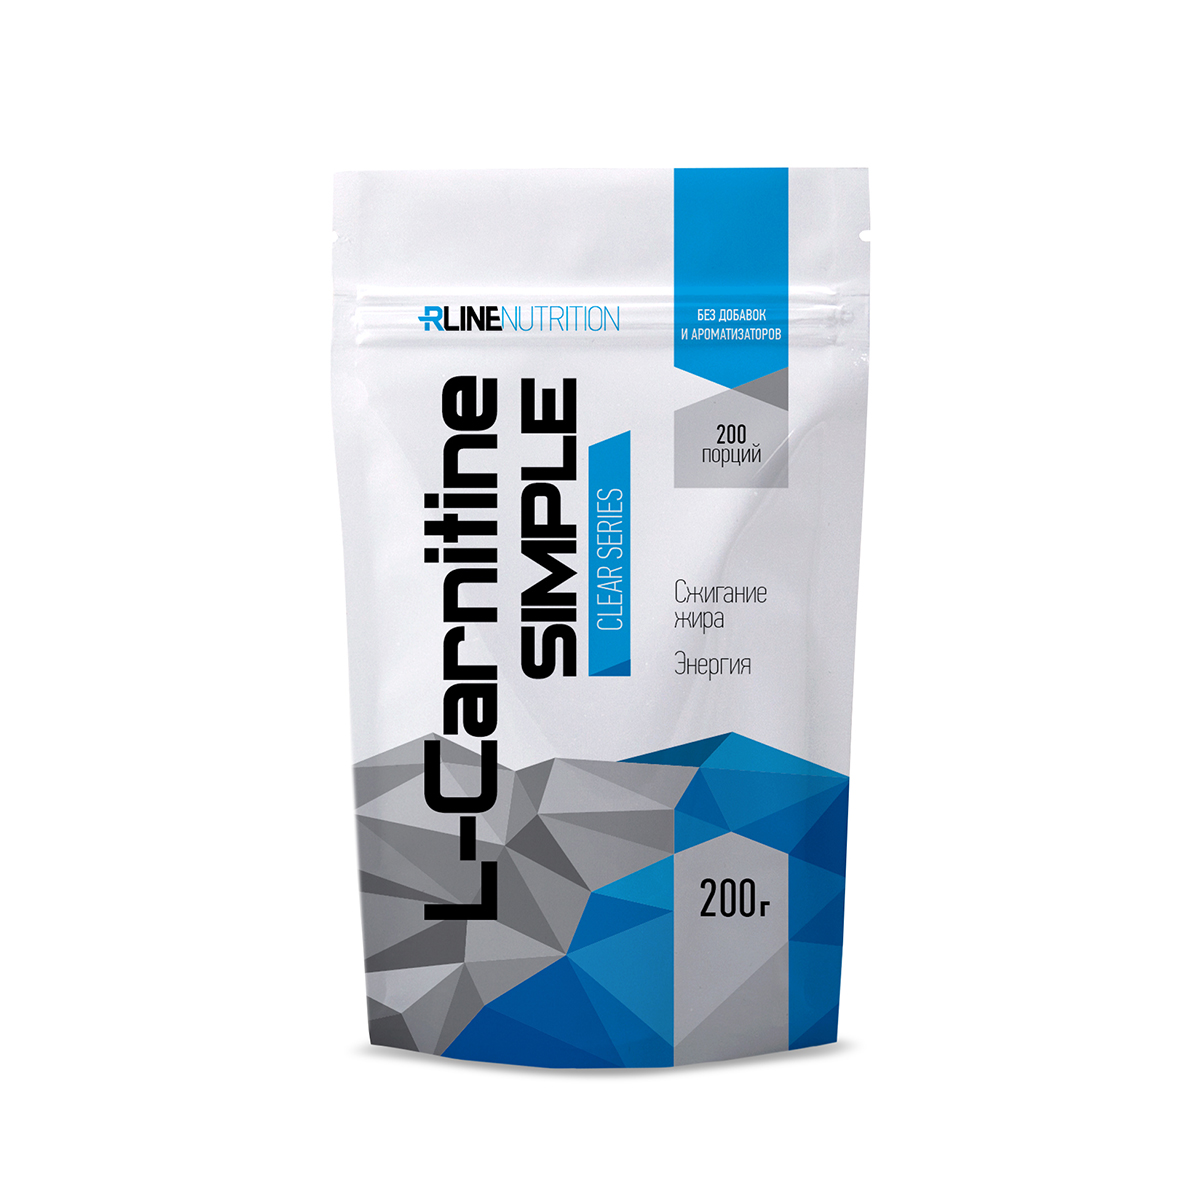 RLINENUTRITION
БЕЗ ДОБАВОК
И АРОМАТИЗАТОРОВ
200
порций
L-Carnitine
SIMPLE
CLEAR SERIES
Сжигание
жира
Энергия
200г